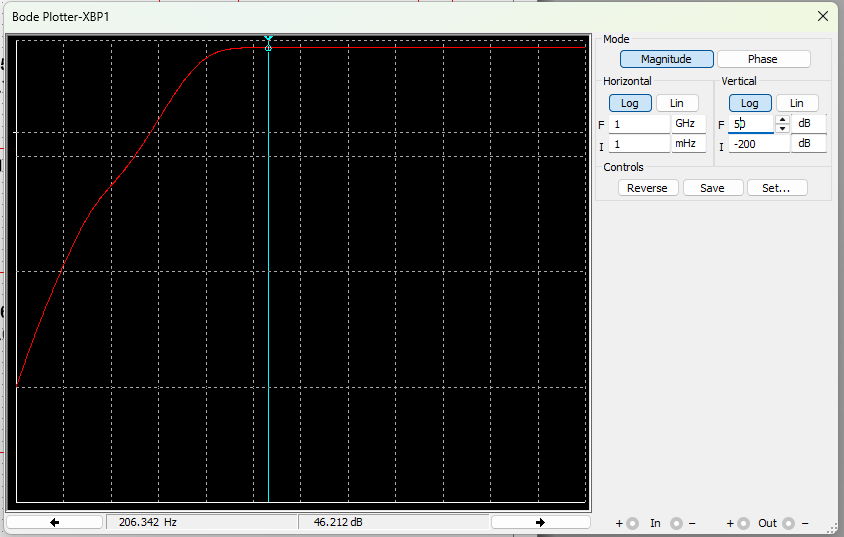 Bode Plotter-XBP1
Mode
Magnitude Phase
Horizontal Vertical
Log Lin Log Lin
F 1 GHz F 50 dB
I 1 mHz I -200 dB
Controls
Reverse Save Set...
206.342 Hz 46.212 dB
+ In - + Out -